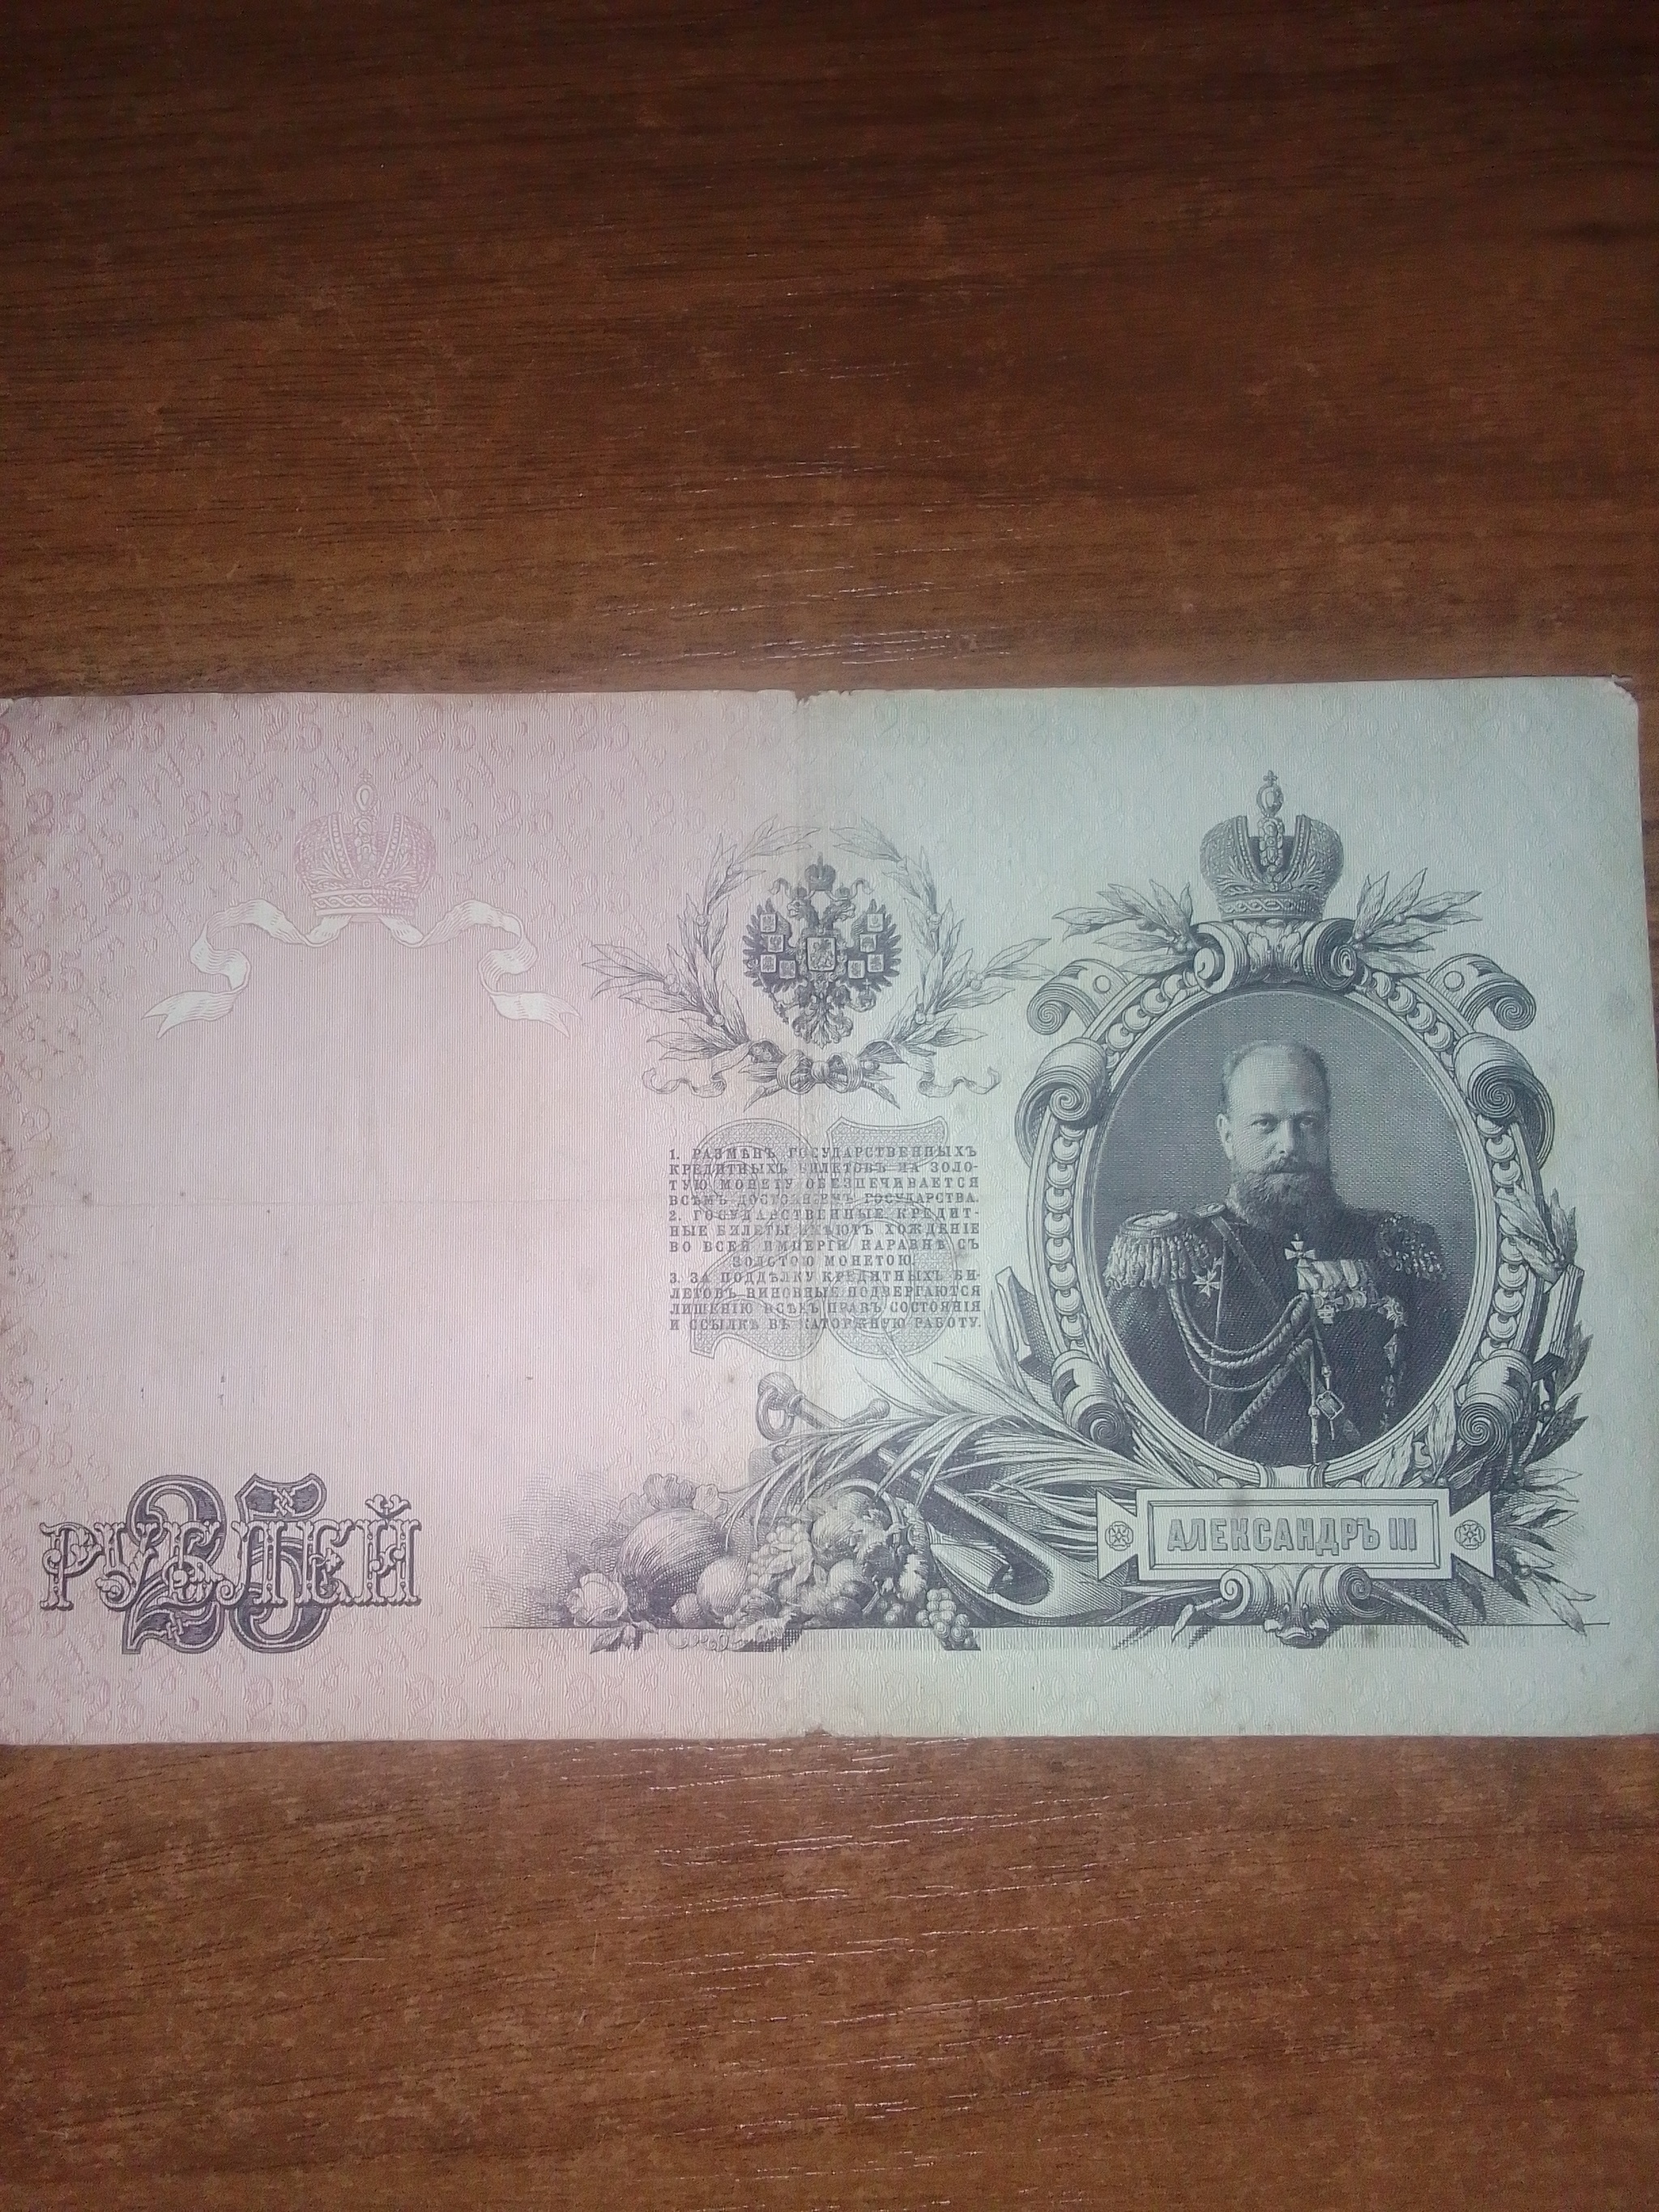 1. РАЗМѢНЪ ГОСУДАРСТВЕННЫХЪ
КРЕДИТНЫХЪ БИЛЕТОВЪ НА ЗОЛО-
ТУЮ МОНЕТУ ОБЕЗПЕЧИВАЕТСЯ
ВСѢМЪ ДОСТОЯНІЕМЪ ГОСУДАРСТВА.
2. ГОСУДАРСТВЕННЫЕ КРЕДИТ-
НЫЕ БИЛЕТЫ ИМѢЮТЪ ХОЖДЕНІЕ
ВО ВСЕЙ ИМПЕРІИ НАРАВНѢ СЪ
ЗОЛОТОЮ МОНЕТОЮ.
3. ЗА ПОДДѢЛКУ КРЕДИТНЫХЪ БИ-
ЛЕТОВЪ ВИНОВНЫЕ ПОДВЕРГАЮТСЯ
ЛИШЕНІЮ ВСѢХЪ ПРАВЪ СОСТОЯНІЯ
И ССЫЛКѢ ВЪ КАТОРЖНУЮ РАБОТУ.
25
25
РУБЛЕЙ
АЛЕКСАНДРЪ III